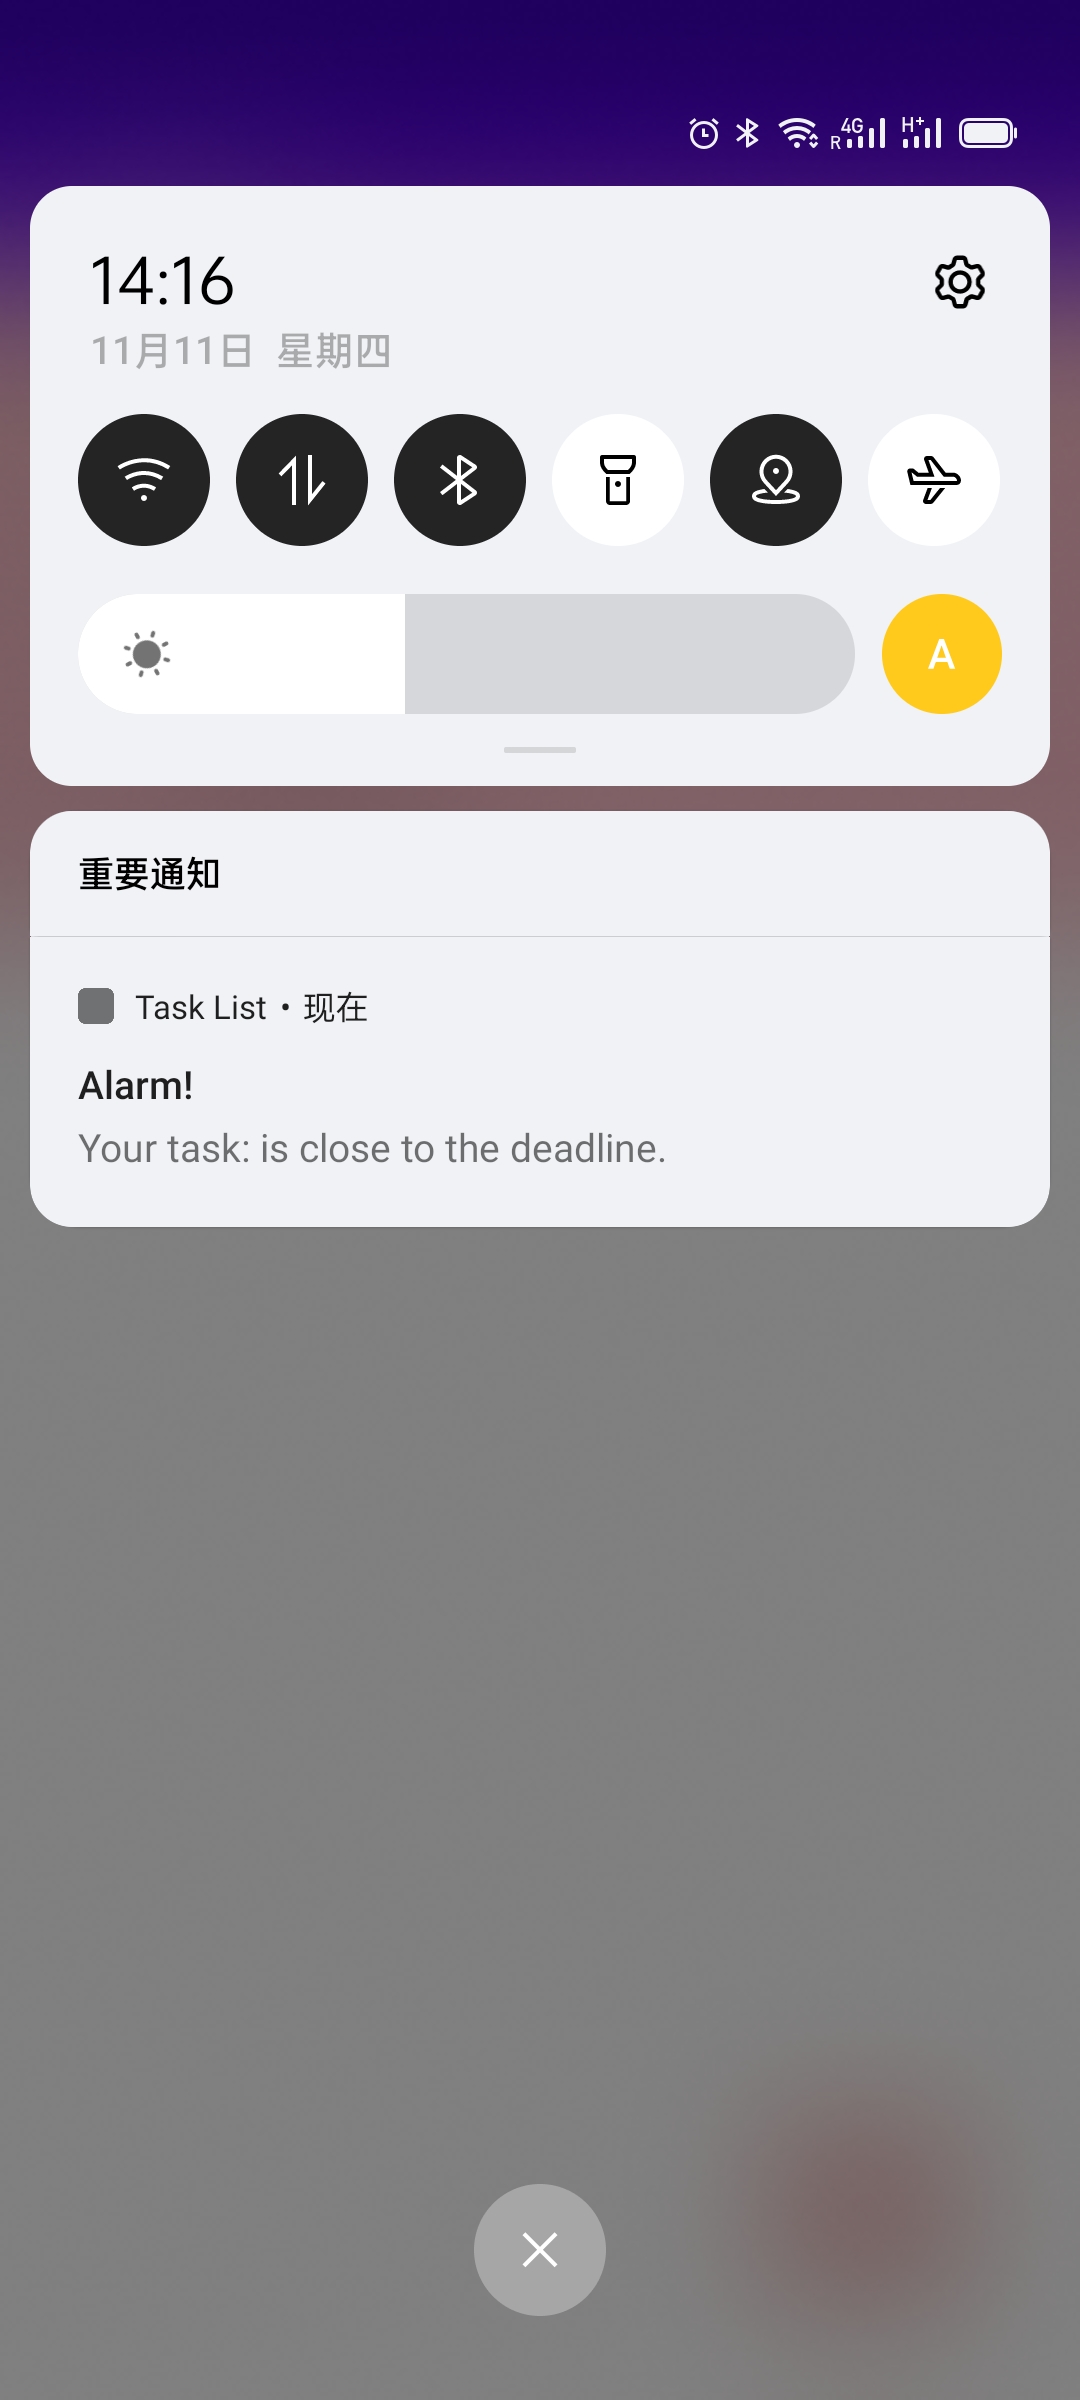 R 4G H+
14:16
11月11日 星期四
A
重要通知
Task List • 现在
Alarm!
Your task: is close to the deadline.